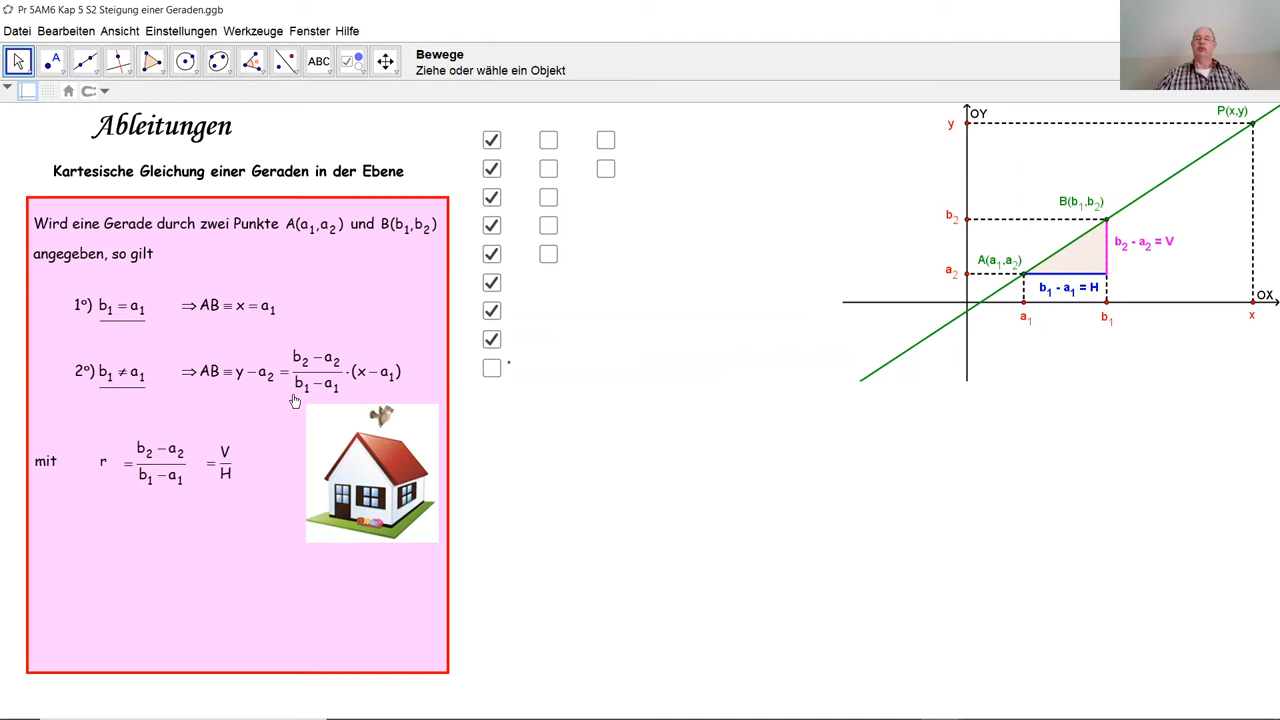 Pr 5AM6 Kap 5 S2 Steigung einer Geraden.ggb
Datei Bearbeiten Ansicht Einstellungen Werkzeuge Fenster Hilfe
A ABC
Bewege
Ziehe oder wähle ein Objekt
Ableitungen
Kartesische Gleichung einer Geraden in der Ebene
Wird eine Gerade durch zwei Punkte A(a₁,a₂) und B(b₁,b₂)
angegeben, so gilt
1°) b₁ = a₁ ⇒ AB ≡ x = a₁
2°) b₁ ≠ a₁ ⇒ AB ≡ y − a₂ = (b₂ − a₂)/(b₁ − a₁) · (x − a₁)
mit r = (b₂ − a₂)/(b₁ − a₁) = V/H
OY
P(x,y)
y
B(b₁,b₂)
b₂
b₂ - a₂ = V
A(a₁,a₂)
a₂
b₁ - a₁ = H
OX
a₁ b₁ x